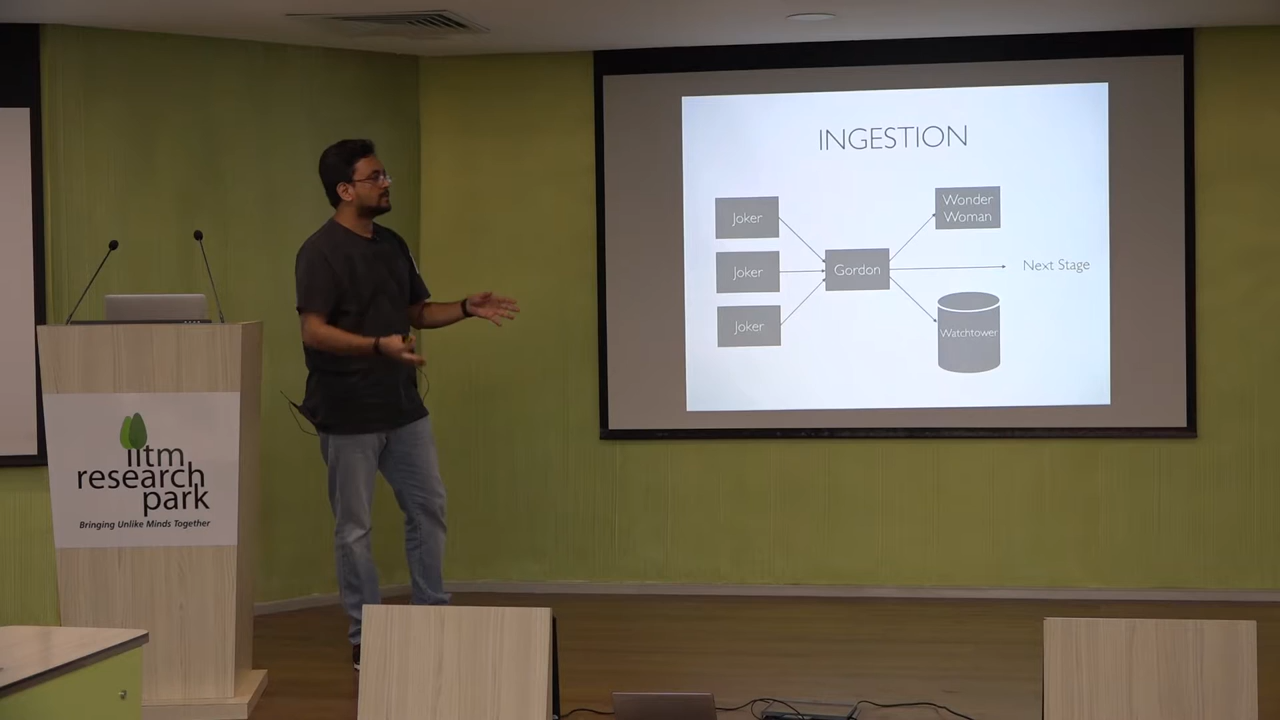 INGESTION
Joker
Joker
Joker
Gordon
Wonder
Woman
Next Stage
Watchtower
iitm
research
park
Bringing Unlike Minds Together